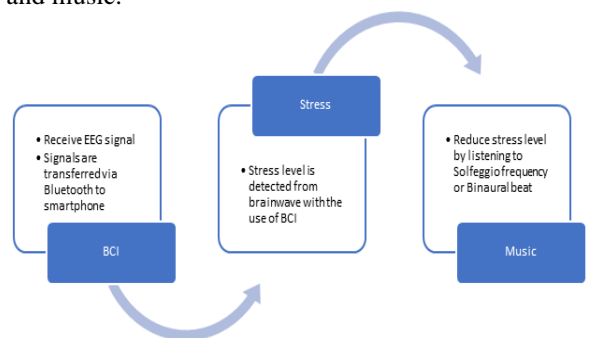 and music.
• Receive EEG signal
• Signals are
transferred via
Bluetooth to
smartphone
BCI
Stress
• Stress level is
detected from
brainwave with the
use of BCI
• Reduce stress level
by listening to
Solfeggio frequency
or Binaural beat
Music